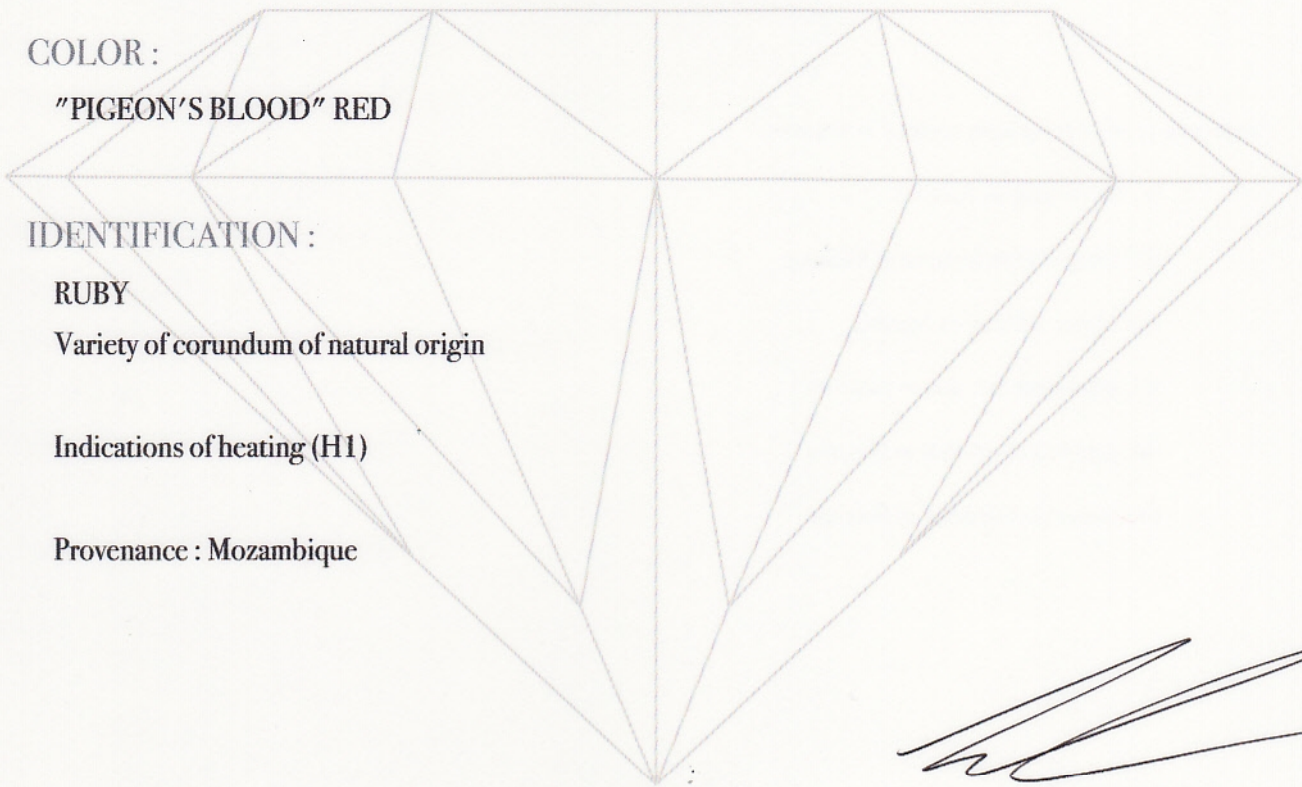 COLOR :
"PIGEON'S BLOOD" RED
IDENTIFICATION :
RUBY
Variety of corundum of natural origin
Indications of heating (H1)
Provenance : Mozambique